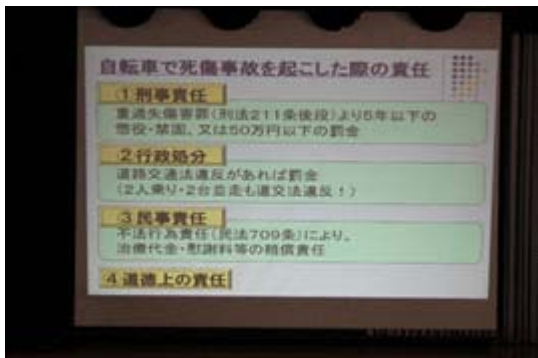 自転車で死傷事故を起こした際の責任
①刑事責任
重過失傷害罪(刑法211条後段)より5年以下の
懲役・禁固、又は50万円以下の罰金
②行政処分
道路交通法違反があれば罰金
(2人乗り・2台並走も道交法違反!)
③民事責任
不法行為責任(民法709条)により、
治療代金・慰謝料等の賠償責任
④道徳上の責任